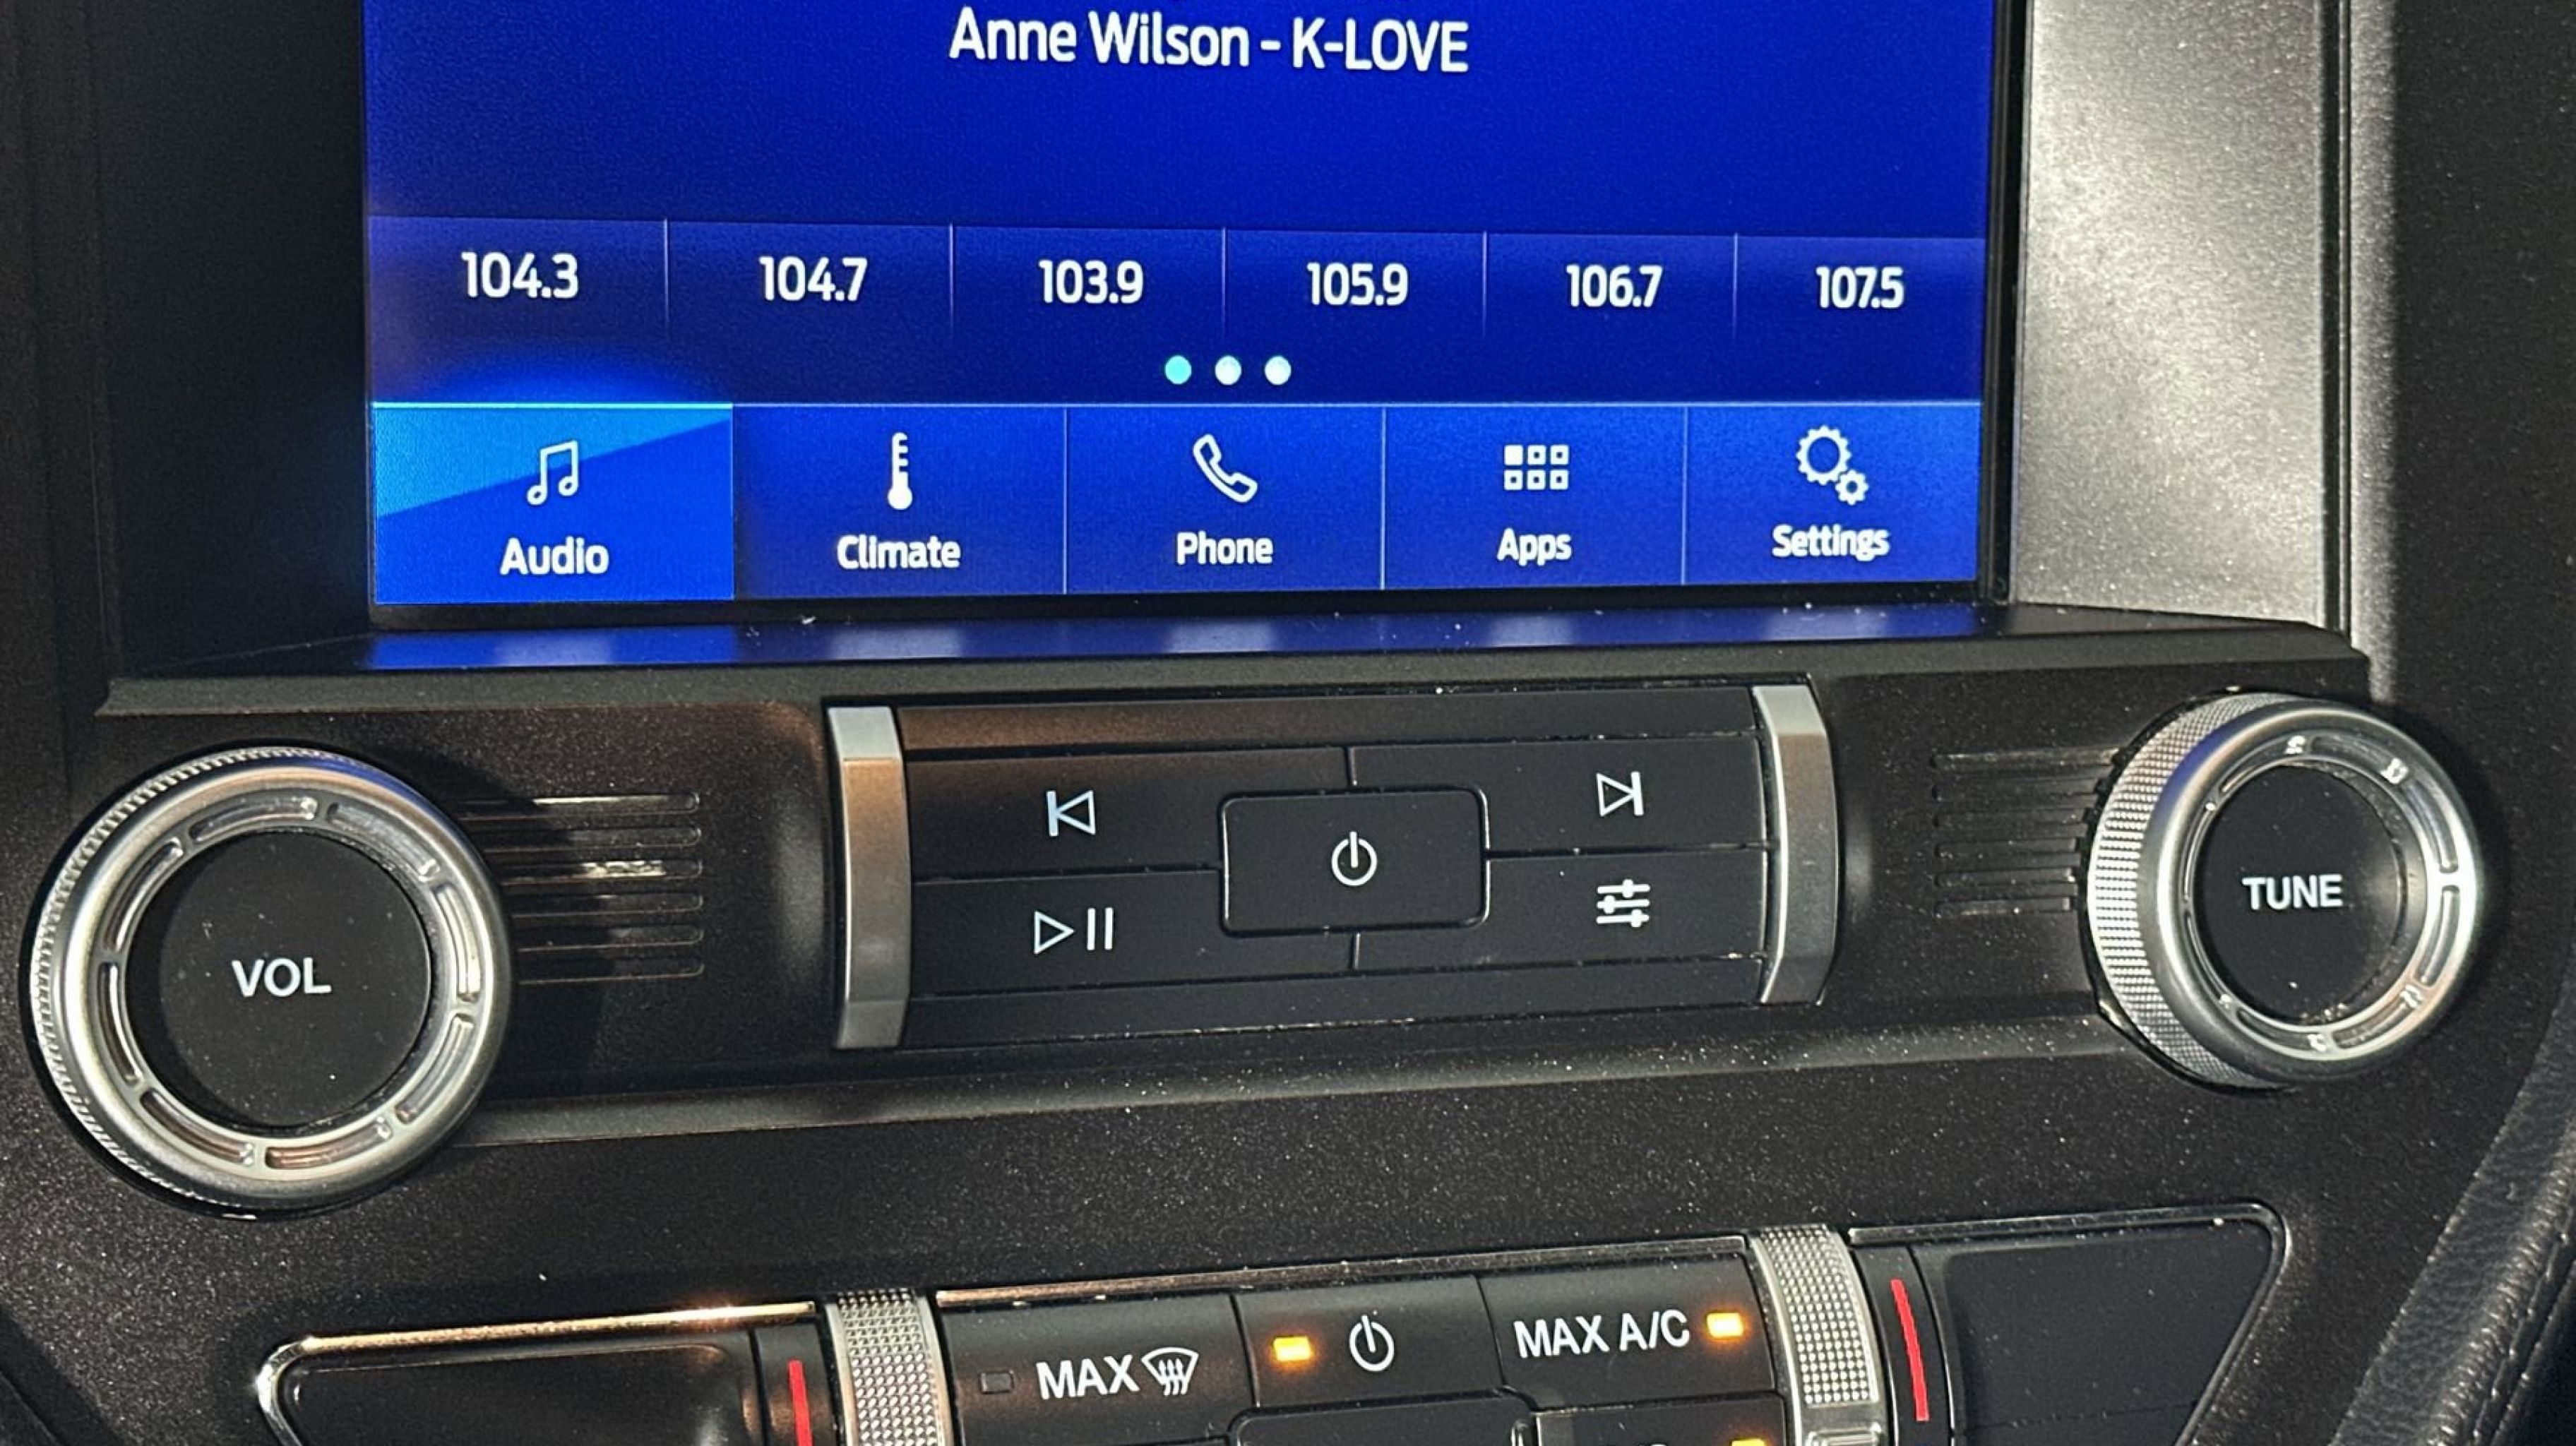 Anne Wilson - K-LOVE
104.3 104.7 103.9 105.9 106.7 107.5
Audio Climate Phone Apps Settings
VOL
TUNE
MAX
MAX A/C